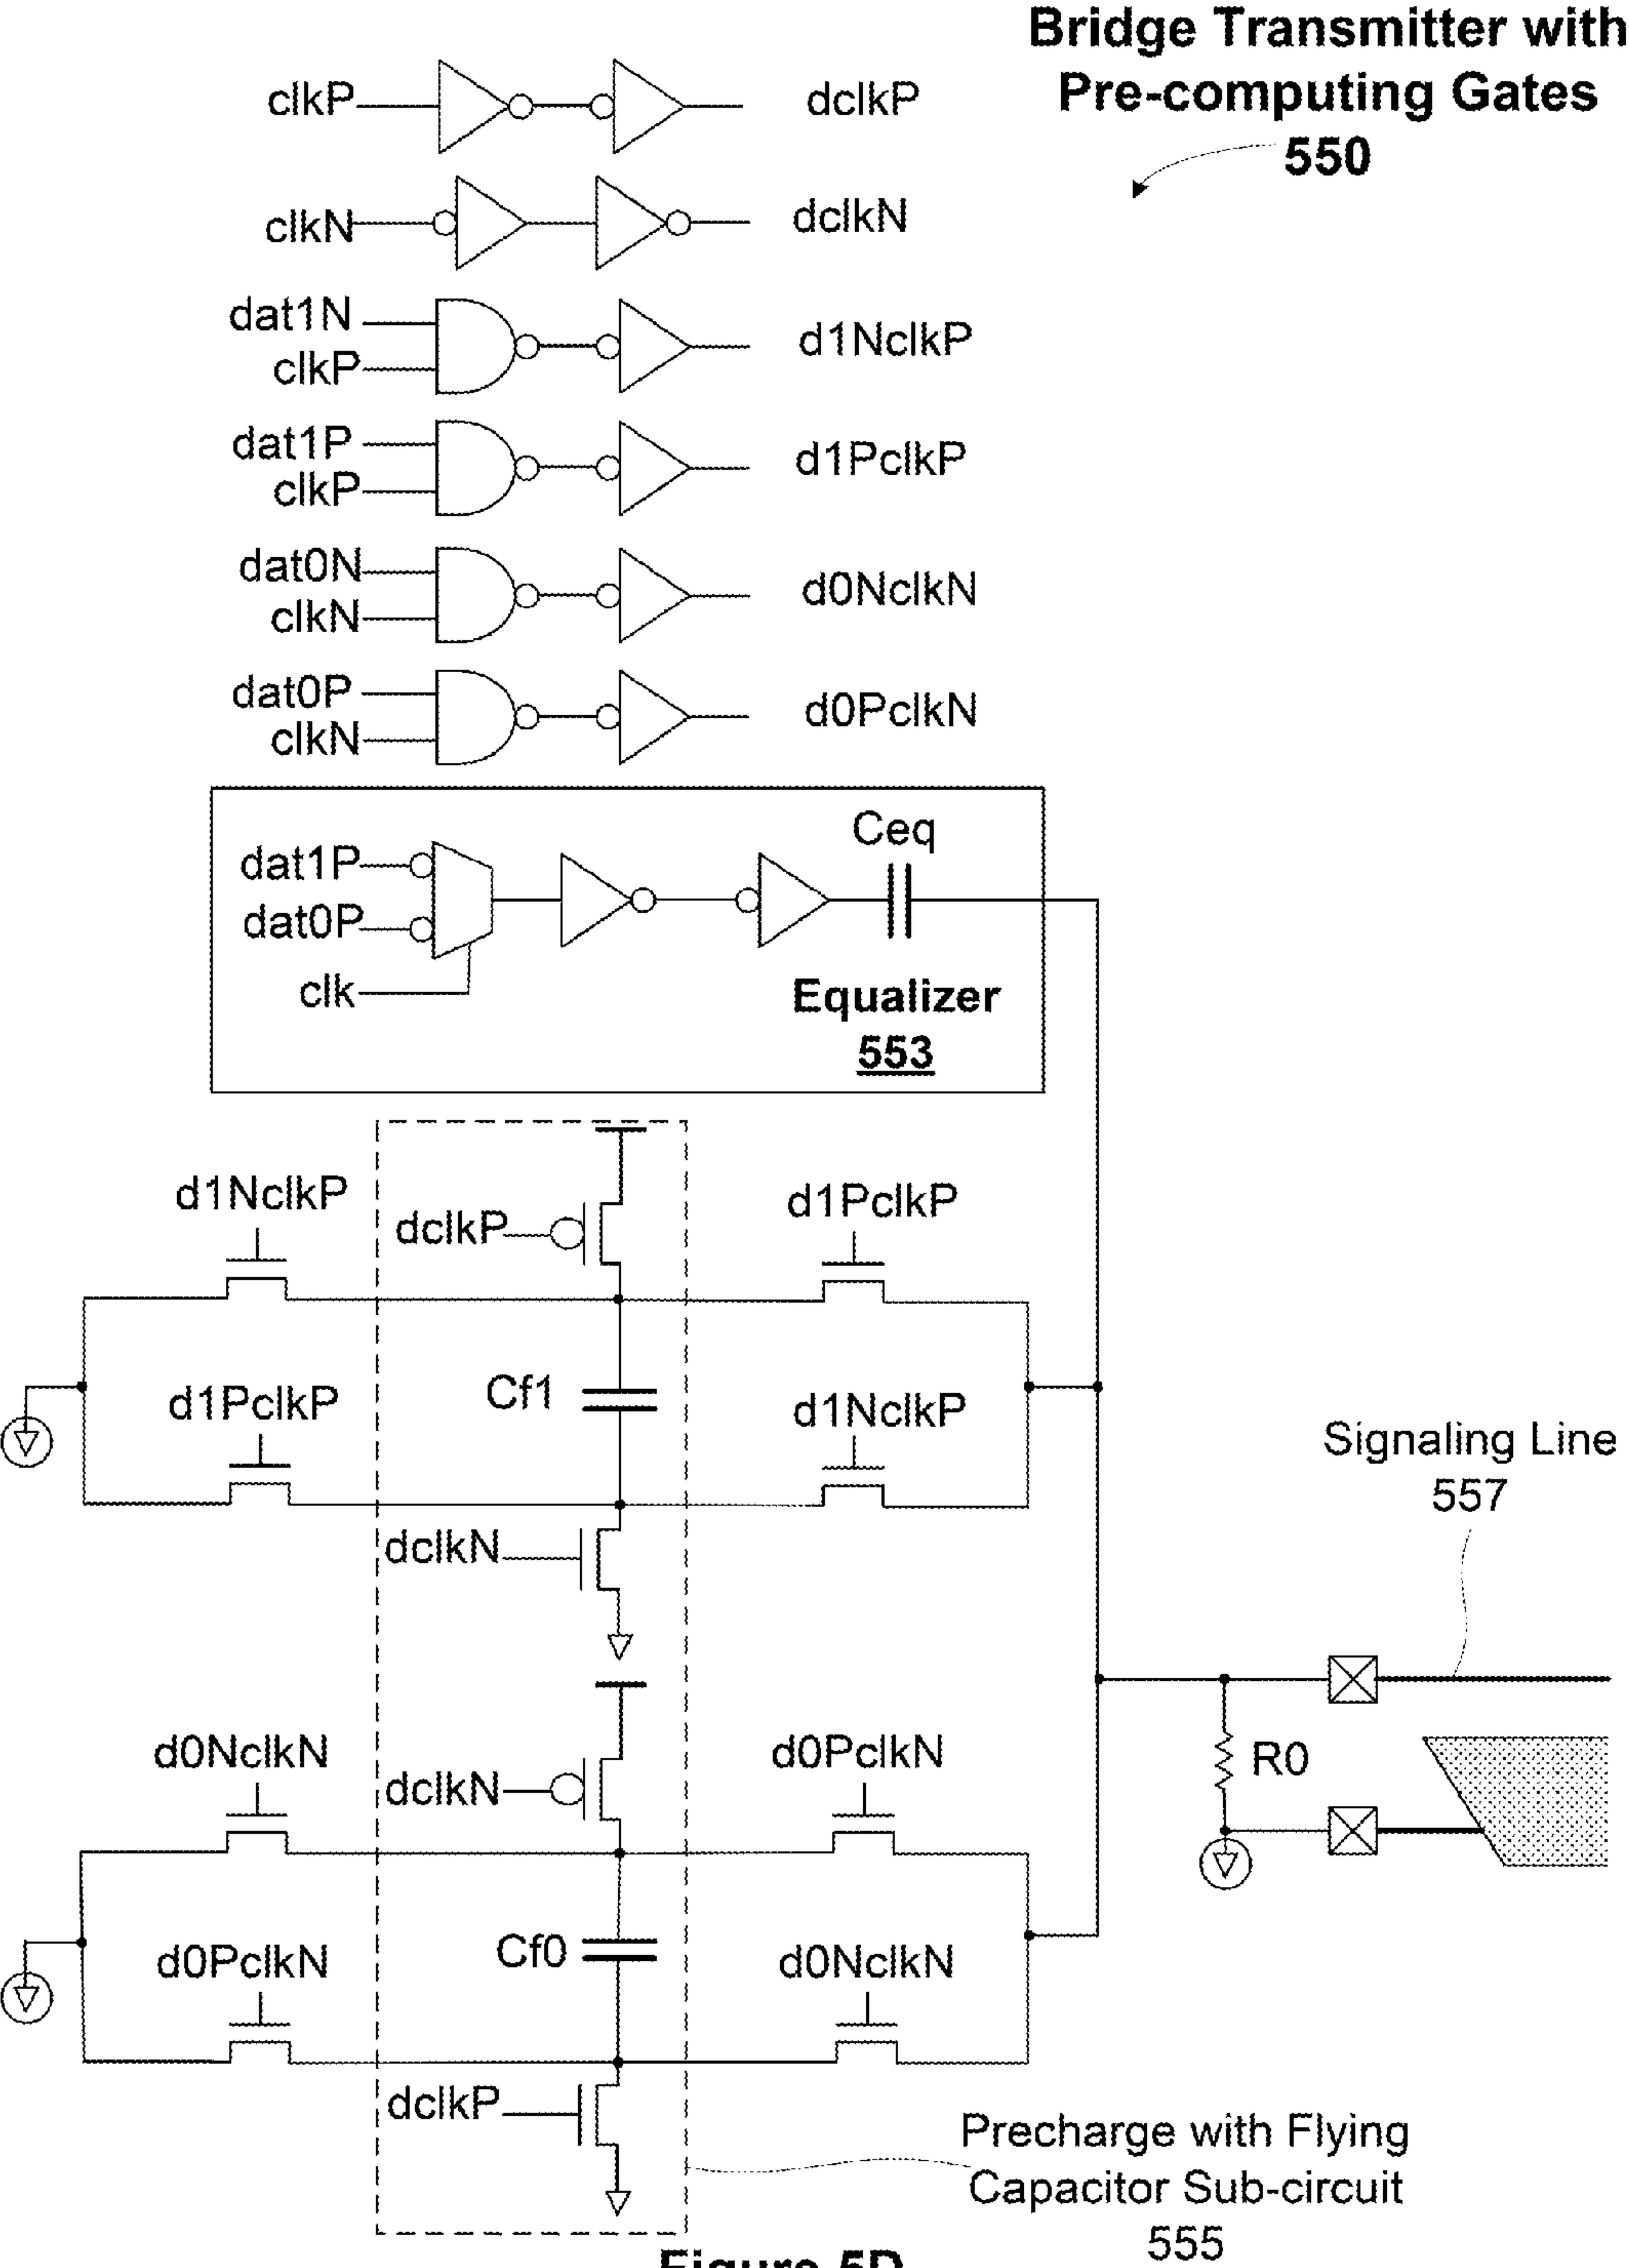 Bridge Transmitter with
Pre-computing Gates
550
clkP
dclkP
clkN
dclkN
dat1N
clkP
d1NclkP
dat1P
clkP
d1PclkP
dat0N
clkN
d0NclkN
dat0P
clkN
d0PclkN
Ceq
dat1P
dat0P
clk
Equalizer
553
d1NclkP
dclkP
d1PclkP
d1PclkP
Cf1
d1NclkP
dclkN
Signaling Line
557
d0NclkN
dclkN
d0PclkN
R0
d0PclkN
Cf0
d0NclkN
dclkP
Precharge with Flying
Capacitor Sub-circuit
555
Figure 5D